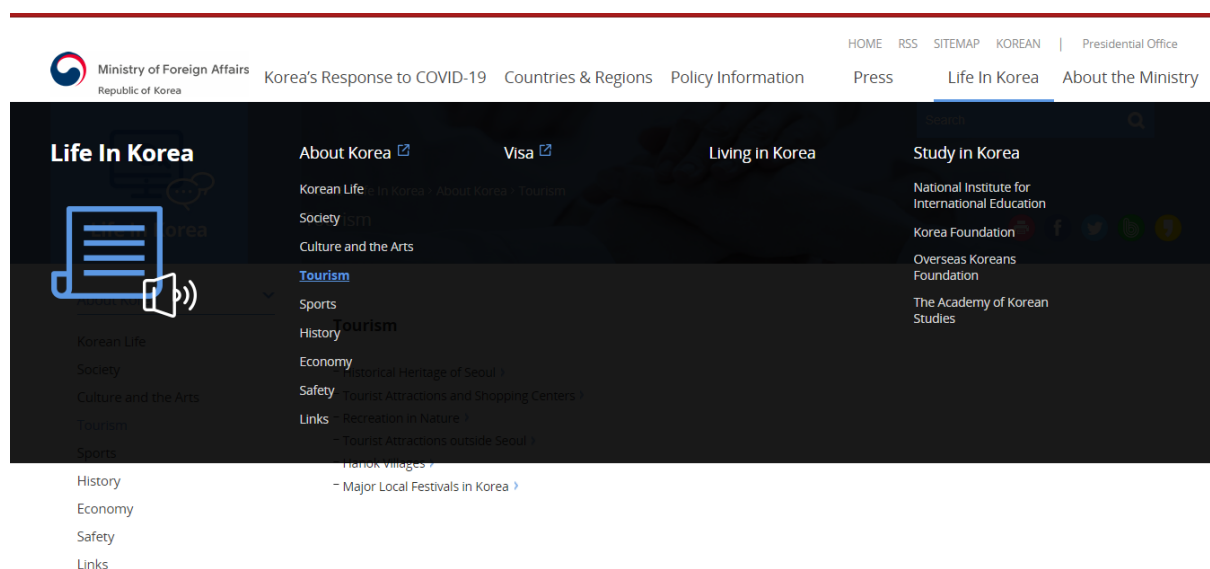 HOME RSS SITEMAP KOREAN | Presidential Office
Ministry of Foreign Affairs
Republic of Korea
Korea's Response to COVID-19 Countries & Regions Policy Information Press Life In Korea About the Ministry
Search
Life In Korea
About Korea
Korean Life
Society
Culture and the Arts
Tourism
Sports
History
Economy
Safety
Links
Visa
Living in Korea
Study in Korea
National Institute for
International Education
Korea Foundation
Overseas Koreans
Foundation
The Academy of Korean
Studies
Life In Korea › About Korea › Tourism
Tourism
Life In Korea
Korean Life
Society
Culture and the Arts
Tourism
Sports
History
Economy
Safety
Links
Tourism
- Historical Heritage of Seoul ›
- Tourist Attractions and Shopping Centers ›
- Recreation in Nature ›
- Tourist Attractions outside Seoul ›
- Hanok Villages ›
- Major Local Festivals in Korea ›